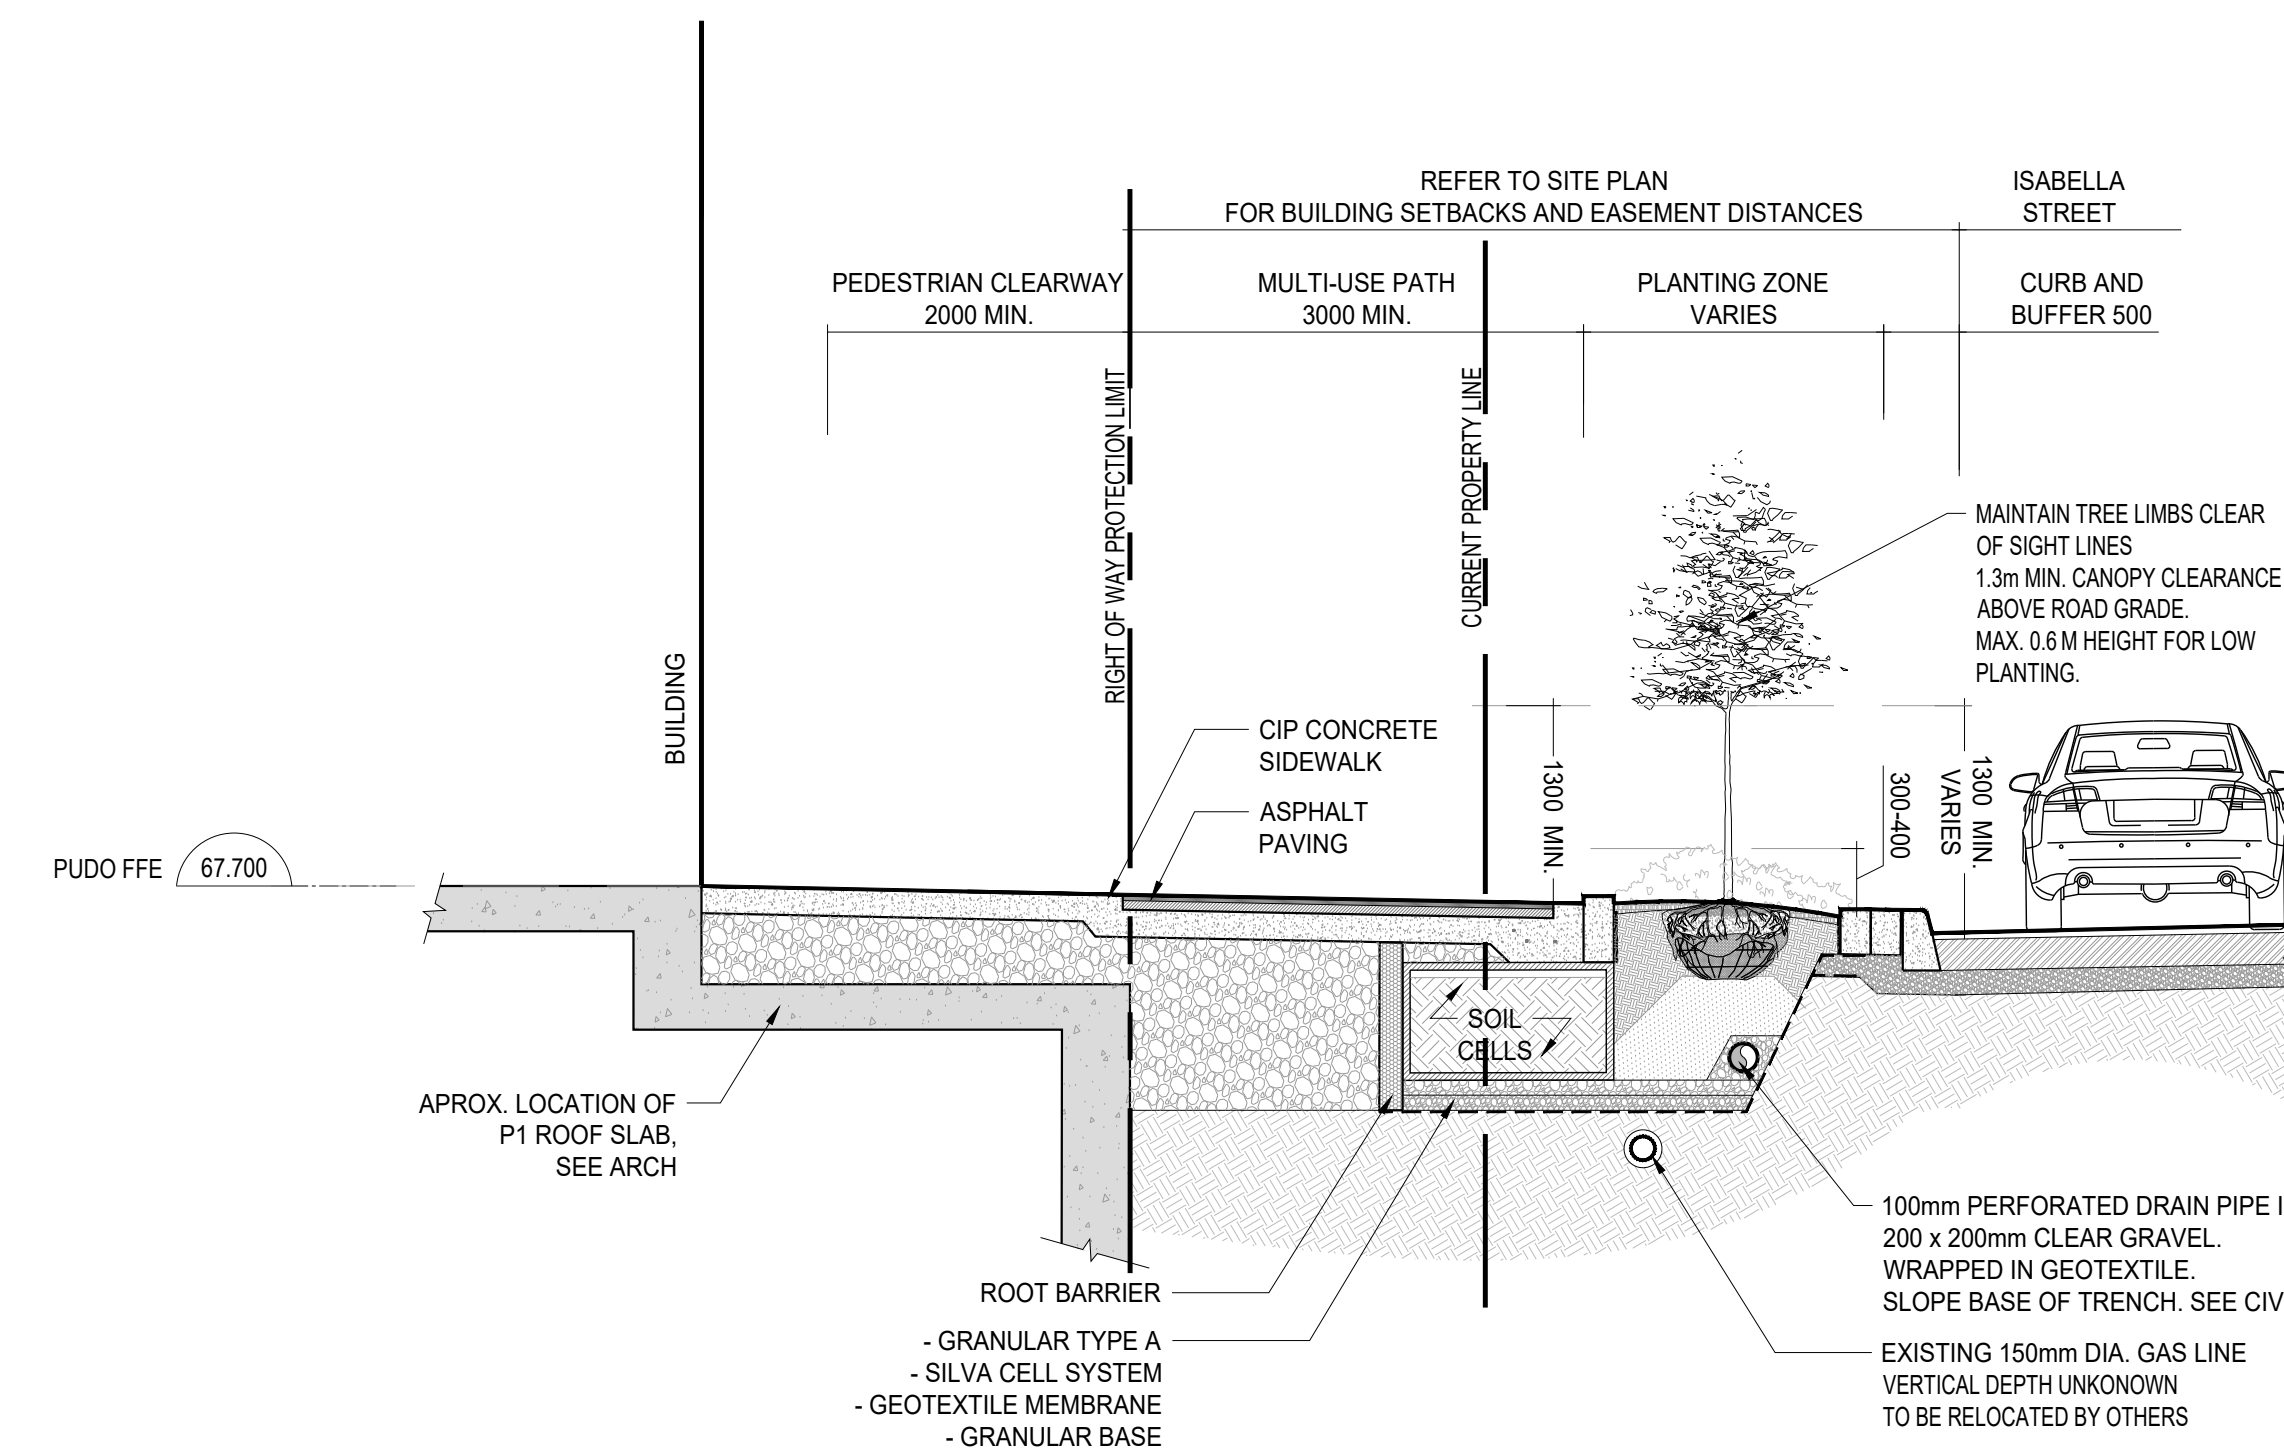 REFER TO SITE PLAN
FOR BUILDING SETBACKS AND EASEMENT DISTANCES
ISABELLA
STREET
PEDESTRIAN CLEARWAY
2000 MIN.
MULTI-USE PATH
3000 MIN.
PLANTING ZONE
VARIES
CURB AND
BUFFER 500
RIGHT OF WAY PROTECTION LIMIT
CURRENT PROPERTY LINE
MAINTAIN TREE LIMBS CLEAR
OF SIGHT LINES
1.3m MIN. CANOPY CLEARANCE
ABOVE ROAD GRADE.
MAX. 0.6 M HEIGHT FOR LOW
PLANTING.
BUILDING
CIP CONCRETE
SIDEWALK
ASPHALT
PAVING
1300 MIN.
300-400
1300 MIN.
VARIES
PUDO FFE
67.700
SOIL
CELLS
APROX. LOCATION OF
P1 ROOF SLAB,
SEE ARCH
ROOT BARRIER
- GRANULAR TYPE A
- SILVA CELL SYSTEM
- GEOTEXTILE MEMBRANE
- GRANULAR BASE
100mm PERFORATED DRAIN PIPE I
200 x 200mm CLEAR GRAVEL.
WRAPPED IN GEOTEXTILE.
SLOPE BASE OF TRENCH. SEE CIV
EXISTING 150mm DIA. GAS LINE
VERTICAL DEPTH UNKONOWN
TO BE RELOCATED BY OTHERS